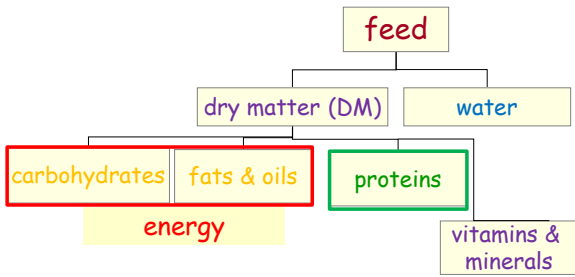 feed
dry matter (DM)
water
carbohydrates
fats & oils
proteins
energy
vitamins &
minerals